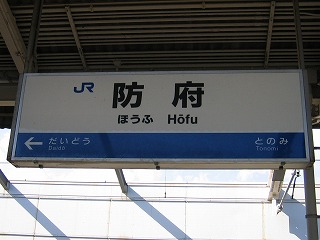 JR
防府
ほうふ Hōfu
← だいどう
Daidō
とのみ
Tonomi